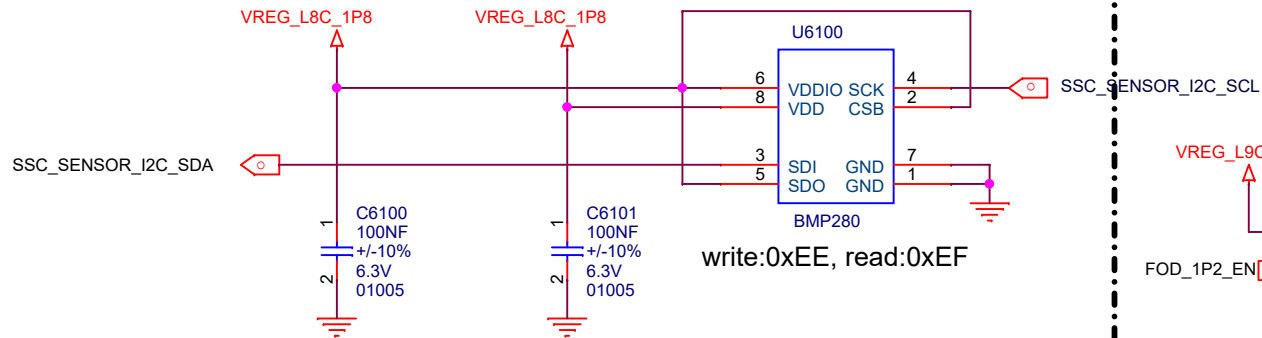 VREG_L8C_1P8
VREG_L8C_1P8
U6100
6 VDDIO SCK 4
8 VDD CSB 2
SSC_SENSOR_I2C_SCL
SSC_SENSOR_I2C_SDA
3 SDI GND 7
5 SDO GND 1
BMP280
VREG_L9C
1
C6100
100NF
+/-10%
6.3V
01005
2
1
C6101
100NF
+/-10%
6.3V
01005
2
write:0xEE, read:0xEF
FOD_1P2_EN